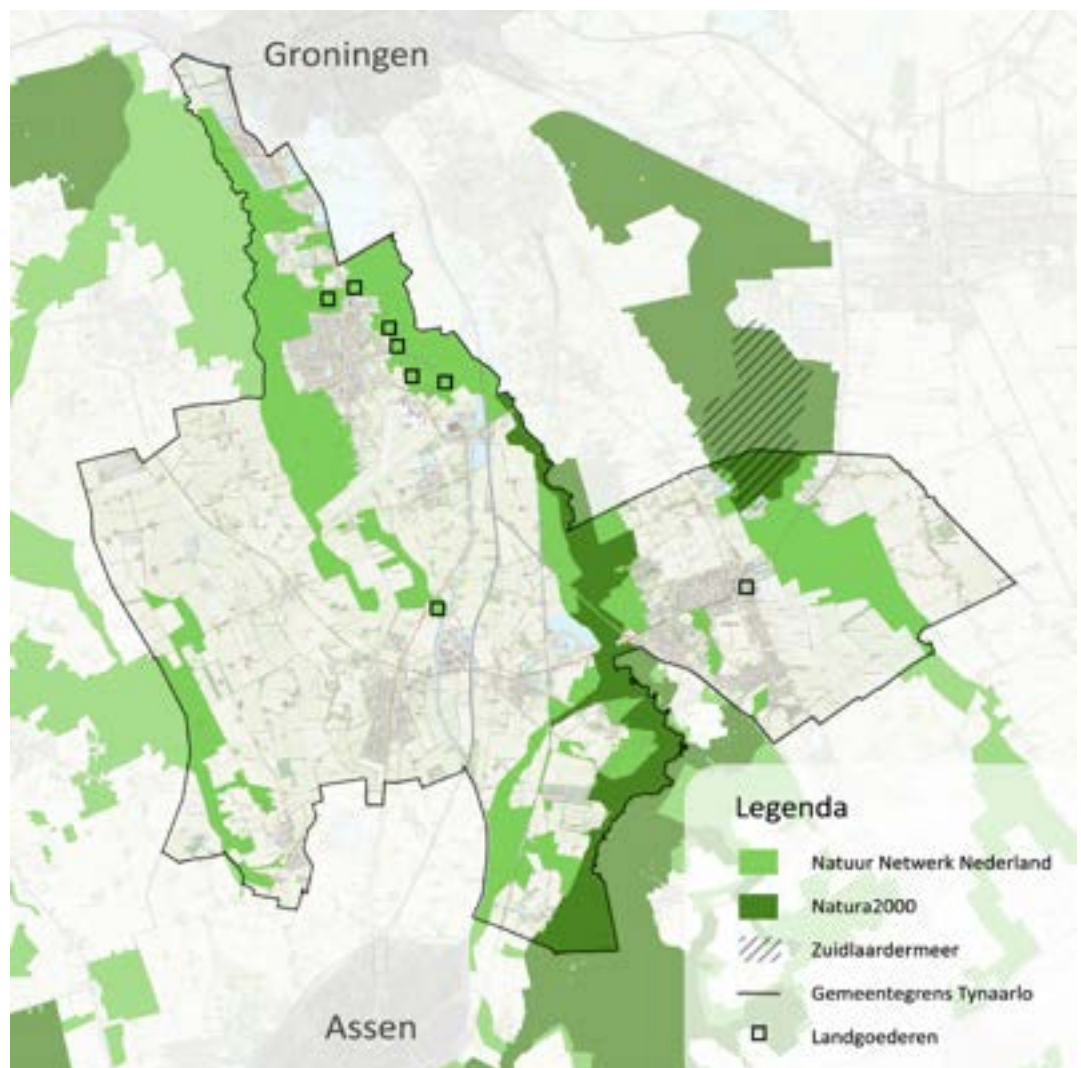 Groningen
Legenda
Natuur Netwerk Nederland
Natura2000
Zuidlaardermeer
Gemeentegrens Tynaarlo
Landgoederen
Assen